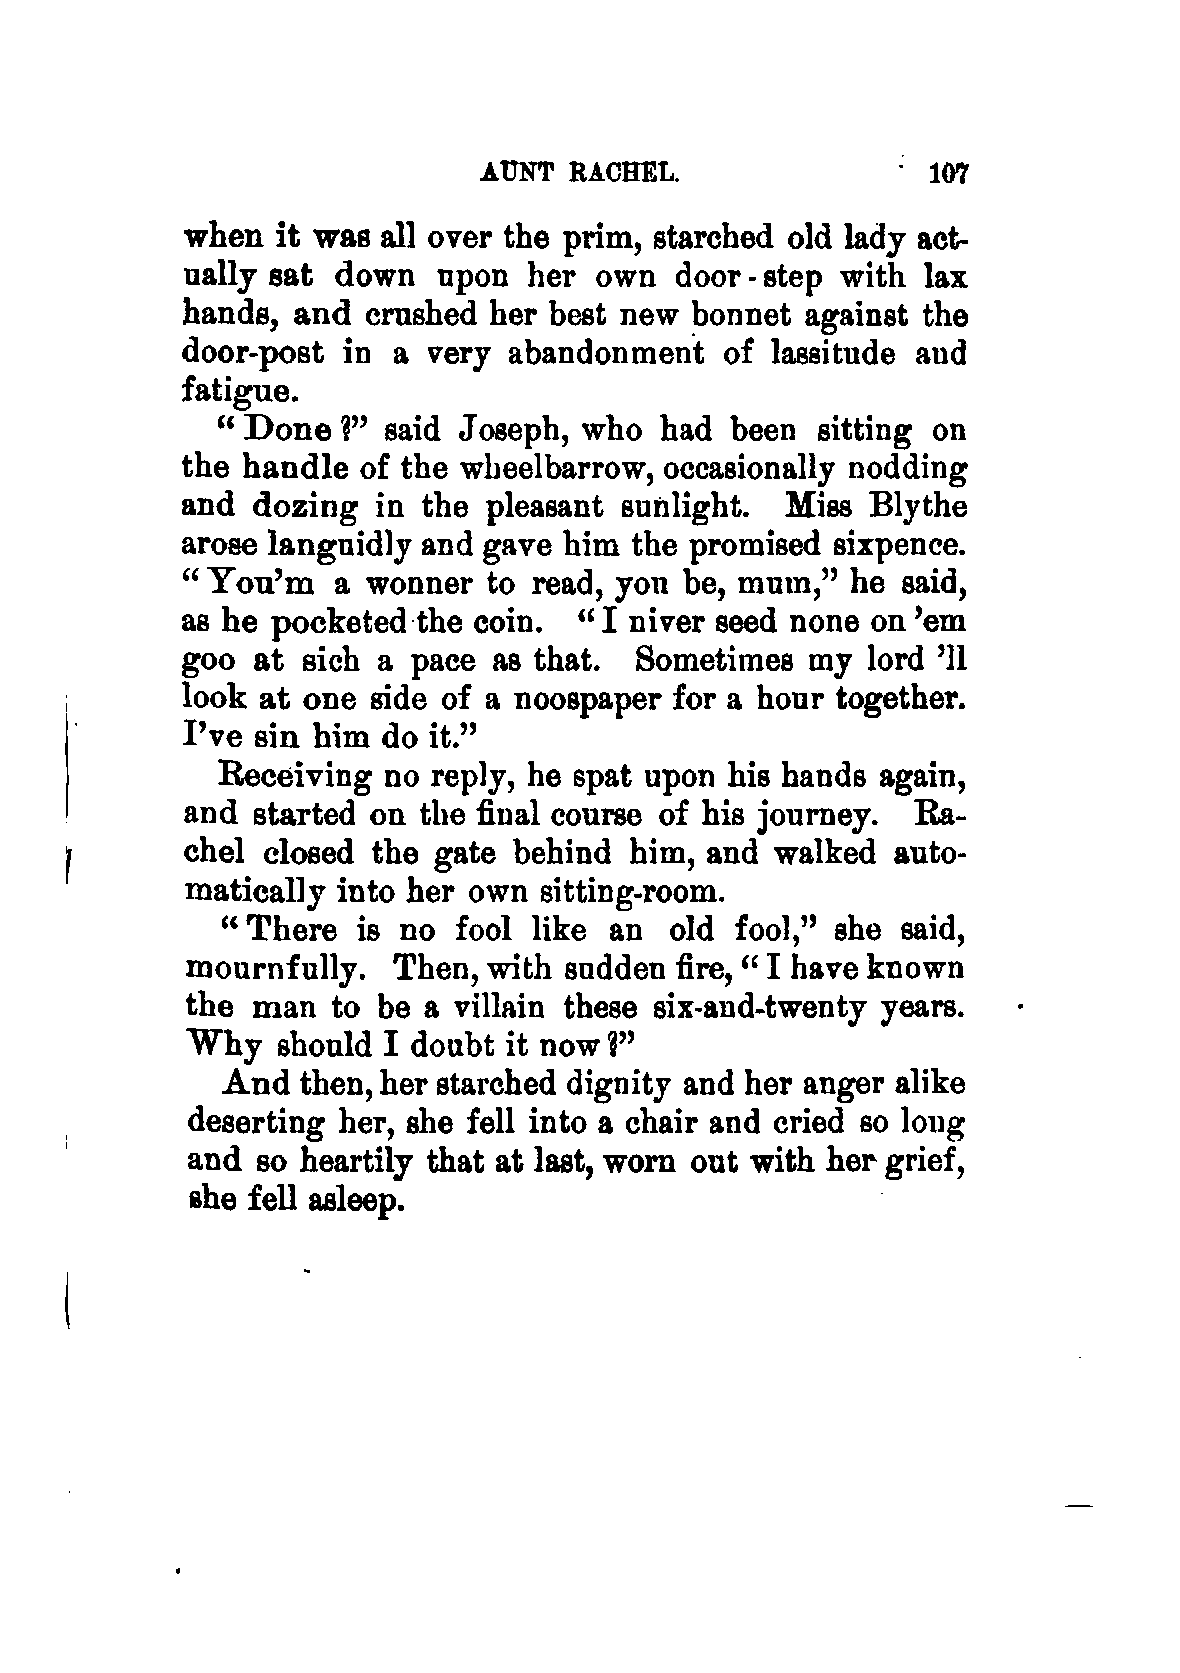 AUNT RACHEL. 107
when it was all over the prim, starched old lady act-
ually sat down upon her own door-step with lax
hands, and crushed her best new bonnet against the
door-post in a very abandonment of lassitude and
fatigue.
“Done?” said Joseph, who had been sitting on
the handle of the wheelbarrow, occasionally nodding
and dozing in the pleasant sunlight. Miss Blythe
arose languidly and gave him the promised sixpence.
“You’m a wonner to read, you be, mum,” he said,
as he pocketed the coin. “I niver seed none on ’em
goo at sich a pace as that. Sometimes my lord ’ll
look at one side of a noospaper for a hour together.
I’ve sin him do it.”
Receiving no reply, he spat upon his hands again,
and started on the final course of his journey. Ra-
chel closed the gate behind him, and walked auto-
matically into her own sitting-room.
“There is no fool like an old fool,” she said,
mournfully. Then, with sudden fire, “I have known
the man to be a villain these six-and-twenty years.
Why should I doubt it now?”
And then, her starched dignity and her anger alike
deserting her, she fell into a chair and cried so long
and so heartily that at last, worn out with her grief,
she fell asleep.